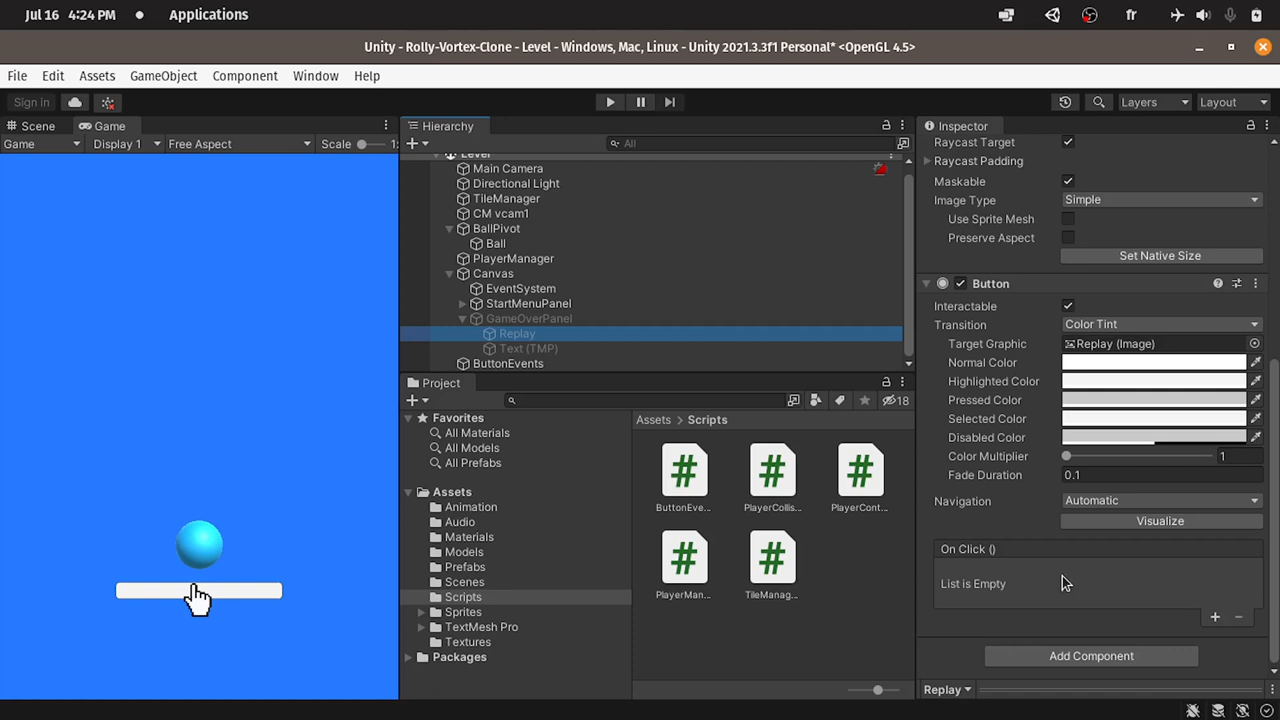 Jul 16 4:24 PM
Applications
fr
Unity - Rolly-Vortex-Clone - Level - Windows, Mac, Linux - Unity 2021.3.3f1 Personal* <OpenGL 4.5>
File Edit Assets GameObject Component Window Help
Sign in
Layers
Layout
Scene
Game
Game
Display 1
Free Aspect
Scale
1:
Hierarchy
All
Level
Main Camera
Directional Light
TileManager
CM vcam1
BallPivot
Ball
PlayerManager
Canvas
EventSystem
StartMenuPanel
GameOverPanel
Replay
Text (TMP)
ButtonEvents
Project
18
Favorites
All Materials
All Models
All Prefabs
Assets
Animation
Audio
Materials
Models
Prefabs
Scenes
Scripts
Sprites
TextMesh Pro
Textures
Packages
Assets > Scripts
ButtonEve...
PlayerCollis...
PlayerCont...
PlayerMan...
TileManag...
Inspector
Raycast Target
Raycast Padding
Maskable
Image Type
Simple
Use Sprite Mesh
Preserve Aspect
Set Native Size
Button
Interactable
Transition
Color Tint
Target Graphic
Replay (Image)
Normal Color
Highlighted Color
Pressed Color
Selected Color
Disabled Color
Color Multiplier
1
Fade Duration
0.1
Navigation
Automatic
Visualize
On Click ()
List is Empty
Add Component
Replay